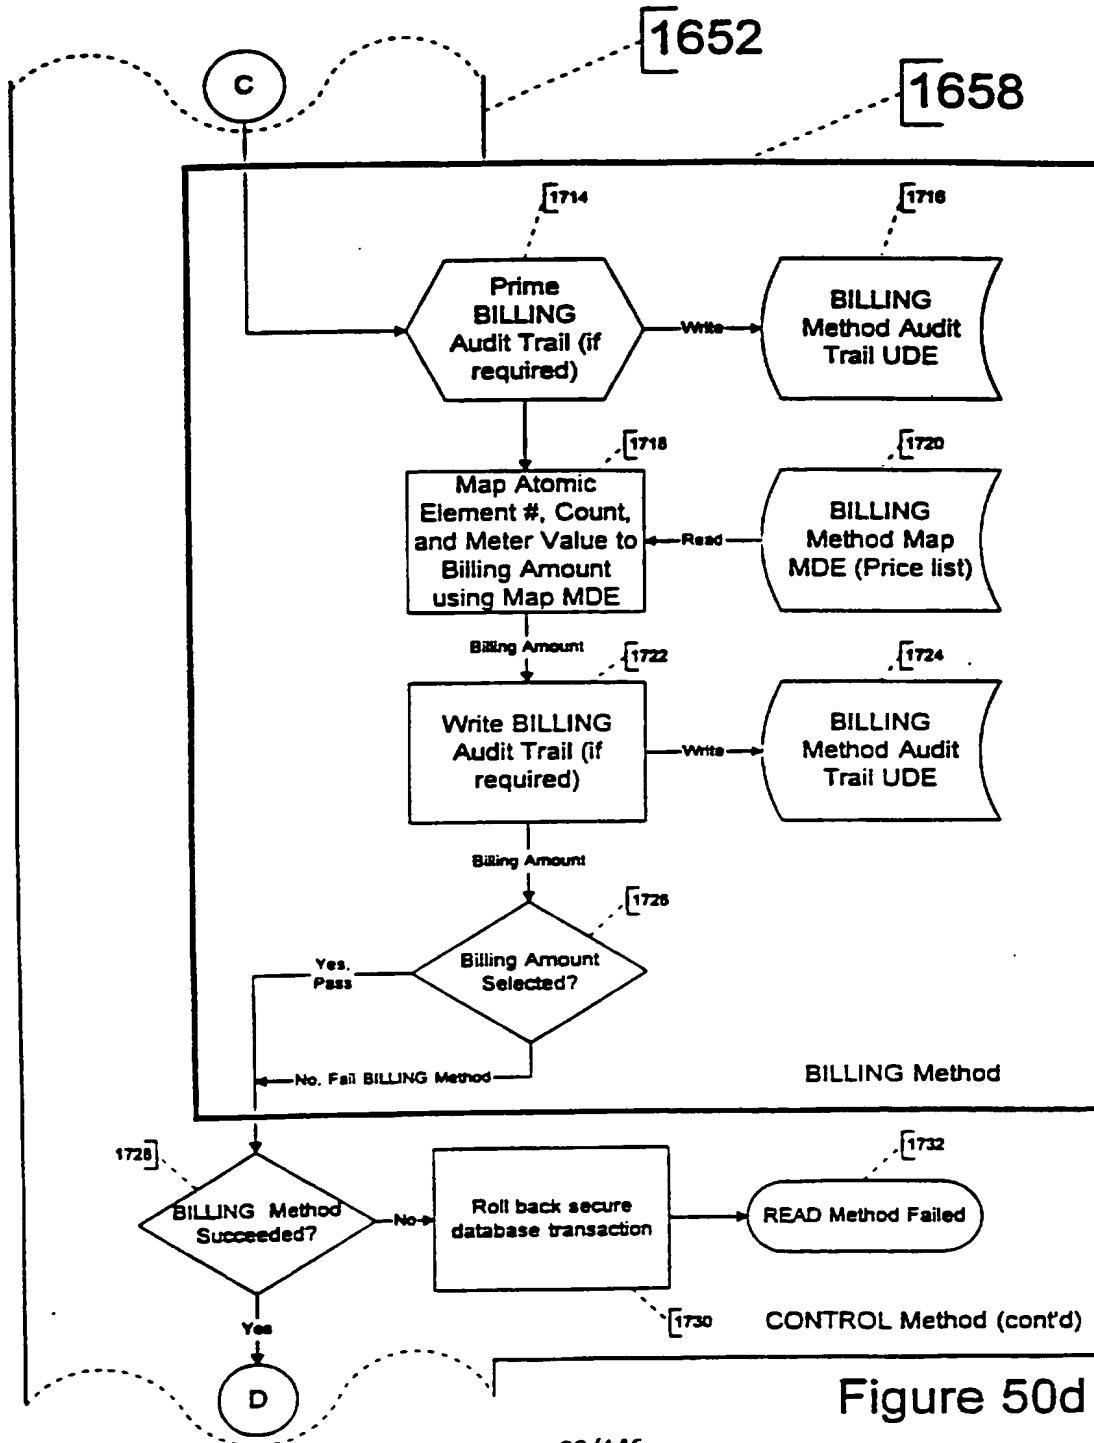 1652
C
1658
1714
1716
Prime
BILLING
Audit Trail (if
required)
Write
BILLING
Method Audit
Trail UDE
1718
1720
Map Atomic
Element #, Count,
and Meter Value to
Billing Amount
using Map MDE
Read
BILLING
Method Map
MDE (Price list)
Billing Amount
1722
1724
Write BILLING
Audit Trail (if
required)
Write
BILLING
Method Audit
Trail UDE
Billing Amount
1726
Billing Amount
Selected?
Yes,
Pass
No, Fail BILLING Method
BILLING Method
1728
1732
BILLING Method
Succeeded?
No
Roll back secure
database transaction
READ Method Failed
1730
CONTROL Method (cont'd)
Yes
D
Figure 50d